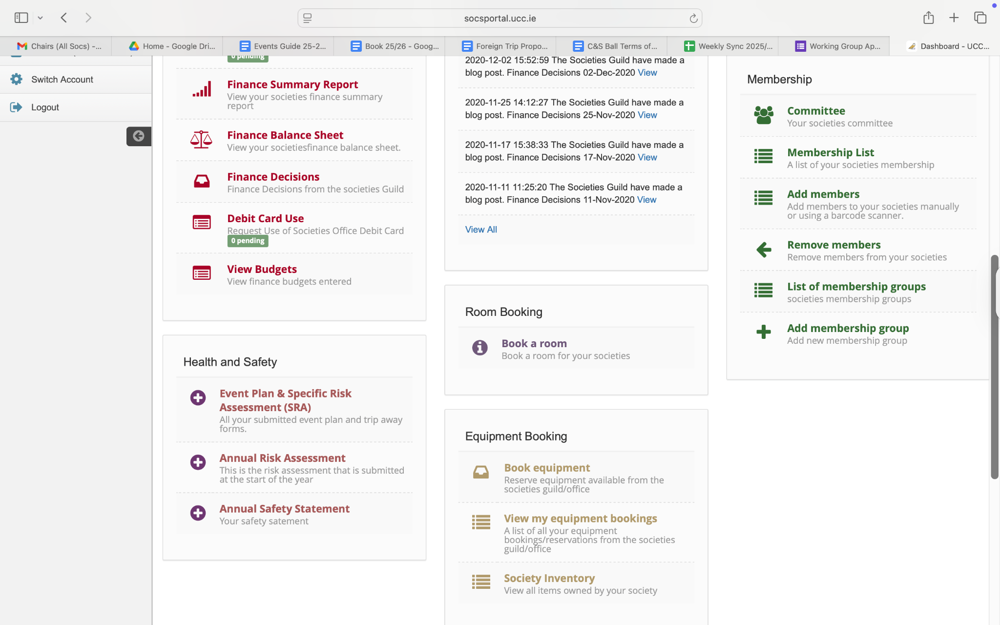 socsportal.ucc.ie
Chairs (All Socs) -...
Home - Google Dri...
Events Guide 25-2...
Book 25/26 - Goog...
Foreign Trip Propo...
C&S Ball Terms of...
Weekly Sync 2025/...
Working Group Ap...
Dashboard - UCC...
Switch Account
Logout
0 pending
Finance Summary Report
View your societies finance summary
report
Finance Balance Sheet
View your societiesfinance balance sheet.
Finance Decisions
Finance Decisions from the societies Guild
Debit Card Use
Request Use of Societies Office Debit Card
0 pending
View Budgets
View finance budgets entered
Health and Safety
Event Plan & Specific Risk
Assessment (SRA)
All your submitted event plan and trip away
forms.
Annual Risk Assessment
This is the risk assessment that is submitted
at the start of the year
Annual Safety Statement
Your safety satement
2020-12-02 15:52:59 The Societies Guild have made a
blog post. Finance Decisions 02-Dec-2020 View
2020-11-25 14:12:27 The Societies Guild have made a
blog post. Finance Decisions 25-Nov-2020 View
2020-11-17 15:38:33 The Societies Guild have made a
blog post. Finance Decisions 17-Nov-2020 View
2020-11-11 11:25:20 The Societies Guild have made a
blog post. Finance Decisions 11-Nov-2020 View
View All
Room Booking
Book a room
Book a room for your societies
Equipment Booking
Book equipment
Reserve equipment available from the
societies guild/office
View my equipment bookings
A list of all your equipment
bookings/reservations from the societies
guild/office
Society Inventory
View all items owned by your society
Membership
Committee
Your societies committee
Membership List
A list of your societies membership
Add members
Add members to your societies manually
or using a barcode scanner.
Remove members
Remove members from your societies
List of membership groups
societies membership groups
Add membership group
Add new membership group